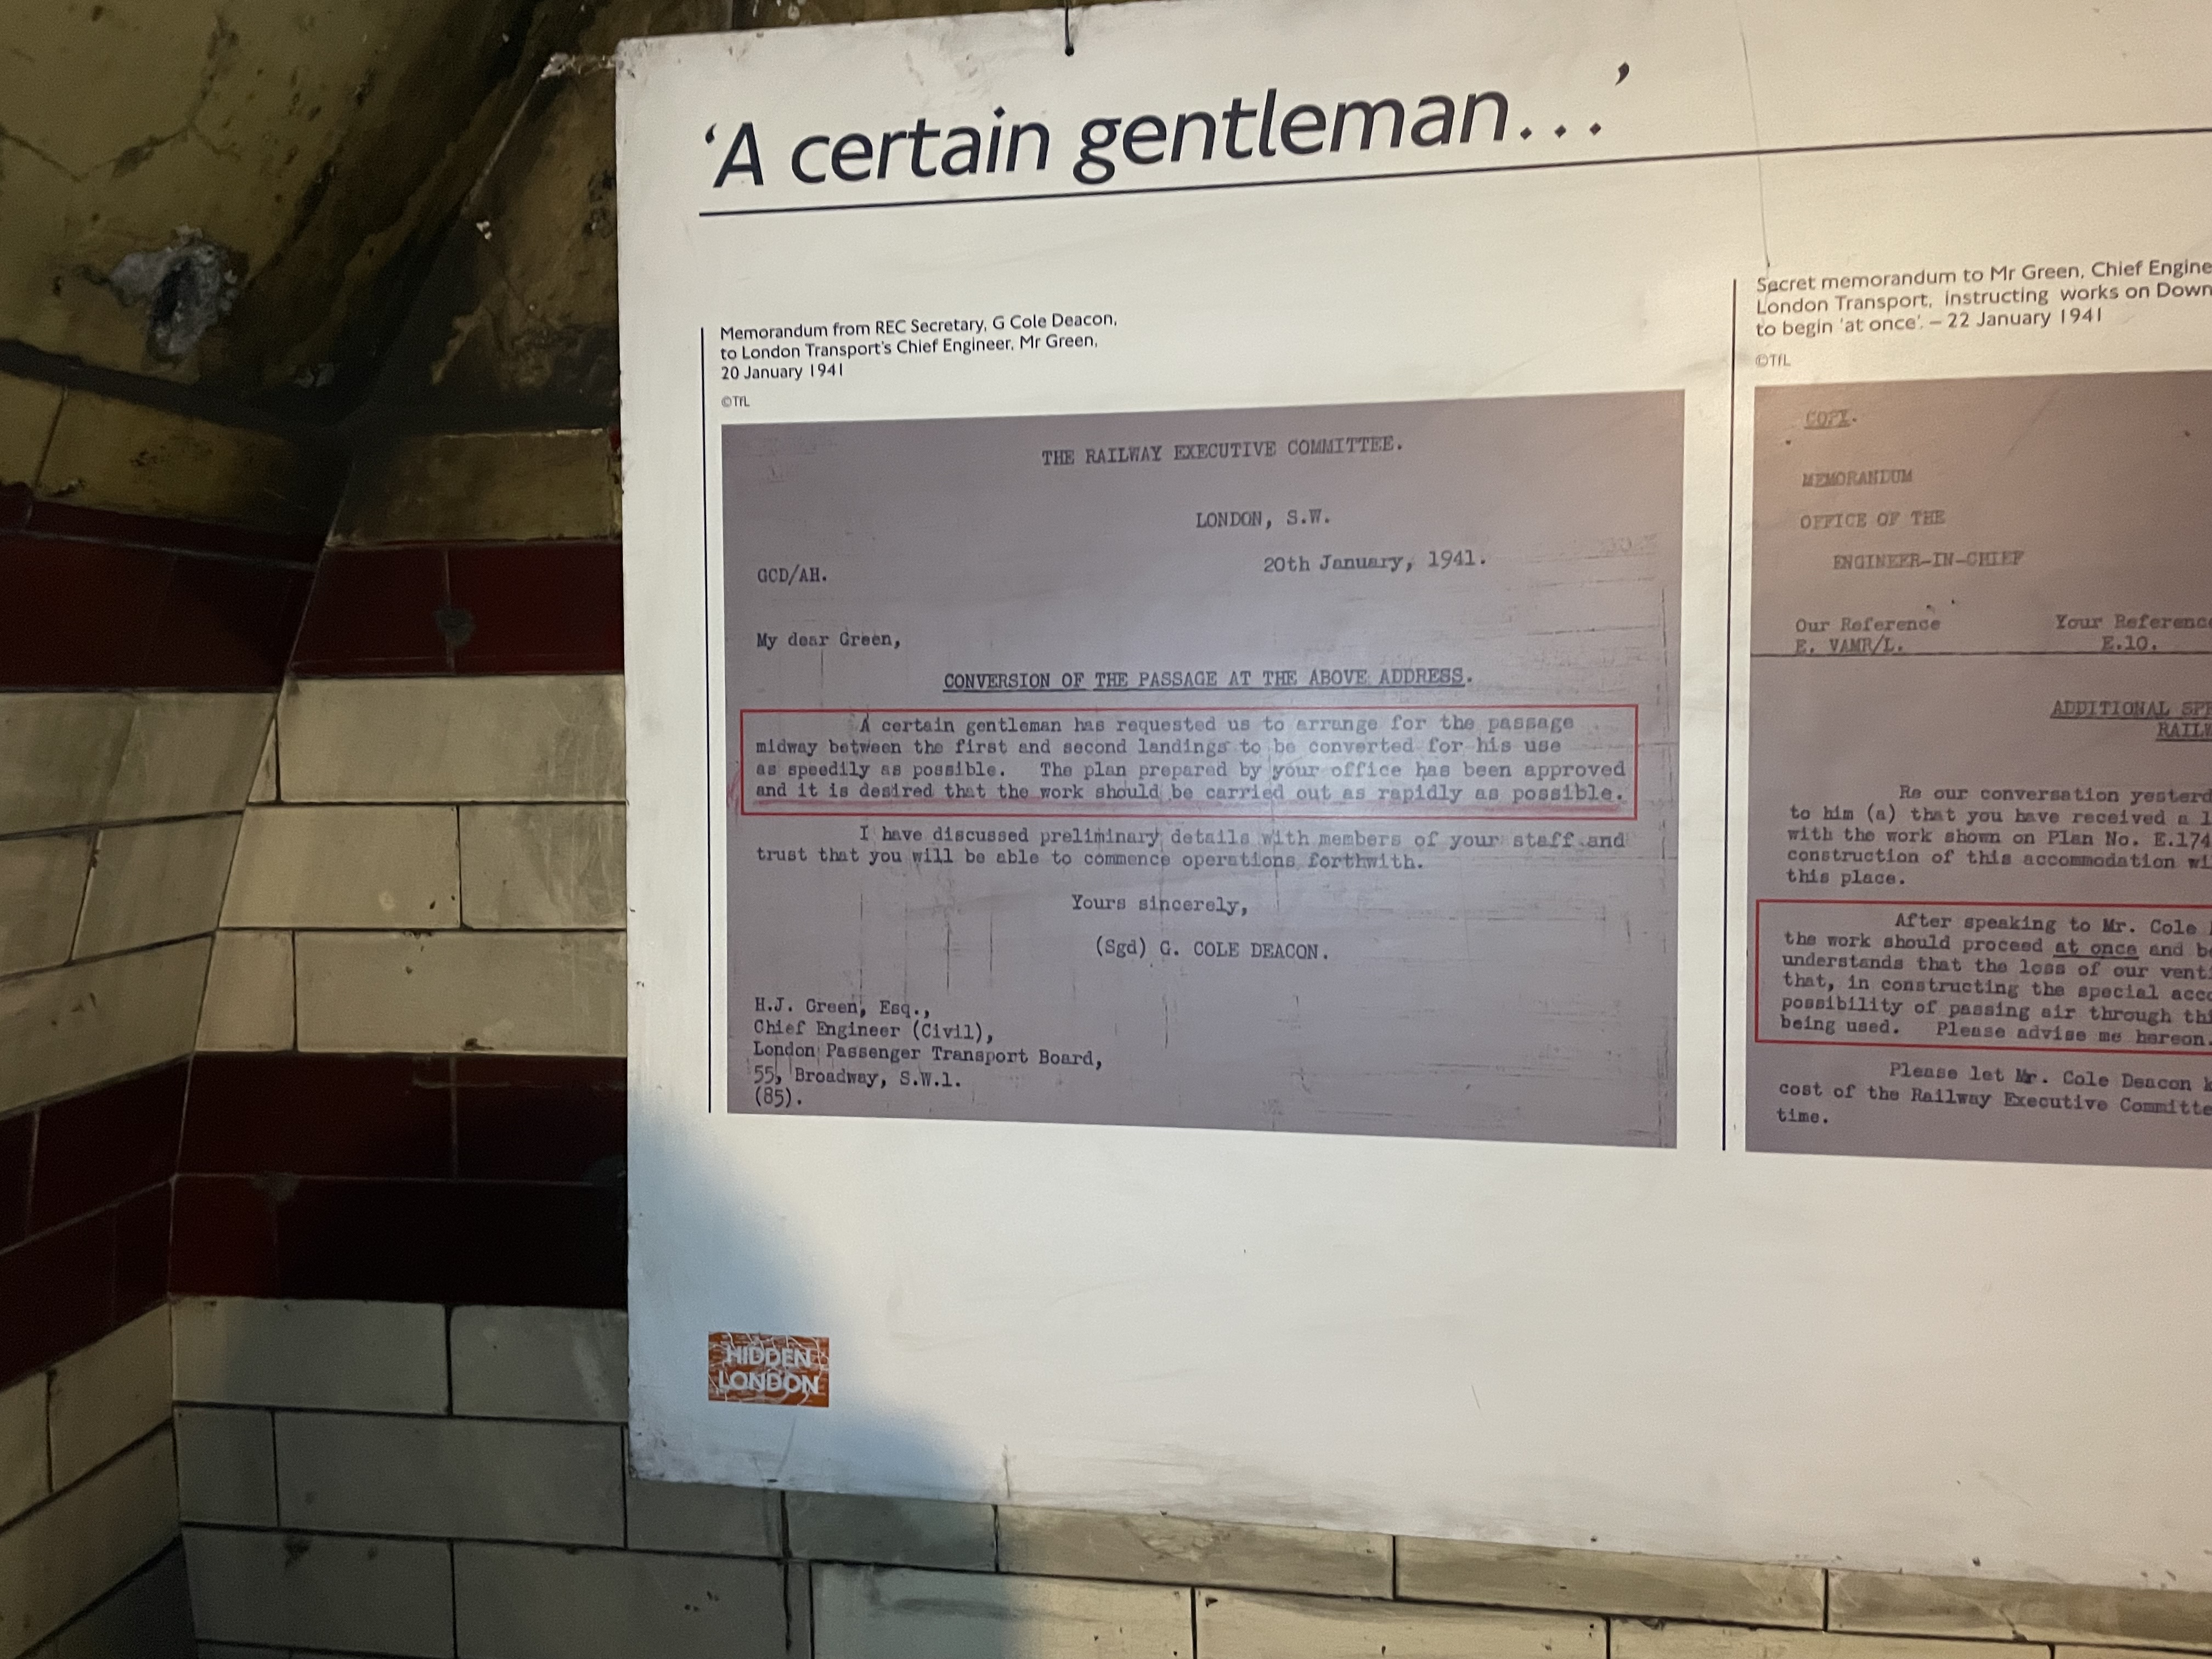 ‘A certain gentleman...’
Memorandum from REC Secretary, G Cole Deacon,
to London Transport's Chief Engineer, Mr Green,
20 January 1941
©TfL
THE RAILWAY EXECUTIVE COMMITTEE.
LONDON, S.W.
20th January, 1941.
GCD/AH.
My dear Green,
CONVERSION OF THE PASSAGE AT THE ABOVE ADDRESS.
A certain gentleman has requested us to arrange for the passage
midway between the first and second landings to be converted for his use
as speedily as possible. The plan prepared by your office has been approved
and it is desired that the work should be carried out as rapidly as possible.
I have discussed preliminary details with members of your staff and
trust that you will be able to commence operations forthwith.
Yours sincerely,
(Sgd) G. COLE DEACON.
H.J. Green, Esq.,
Chief Engineer (Civil),
London Passenger Transport Board,
55, Broadway, S.W.1.
(85).
Secret memorandum to Mr Green, Chief Engine
London Transport, instructing works on Down
to begin 'at once'. – 22 January 1941
©TfL
COPY.
MEMORANDUM
OFFICE OF THE
ENGINEER-IN-CHIEF
Our Reference Your Reference
E. VAMR/L. E.10.
ADDITIONAL SPE
RAILW
Re our conversation yesterd
to him (a) that you have received a l
with the work shown on Plan No. E.174
construction of this accommodation wi
this place.
After speaking to Mr. Cole
the work should proceed at once and be
understands that the loss of our venti
that, in constructing the special acco
possibility of passing air through thi
being used. Please advise me hereon.
Please let Mr. Cole Deacon k
cost of the Railway Executive Committe
time.
HIDDEN
LONDON